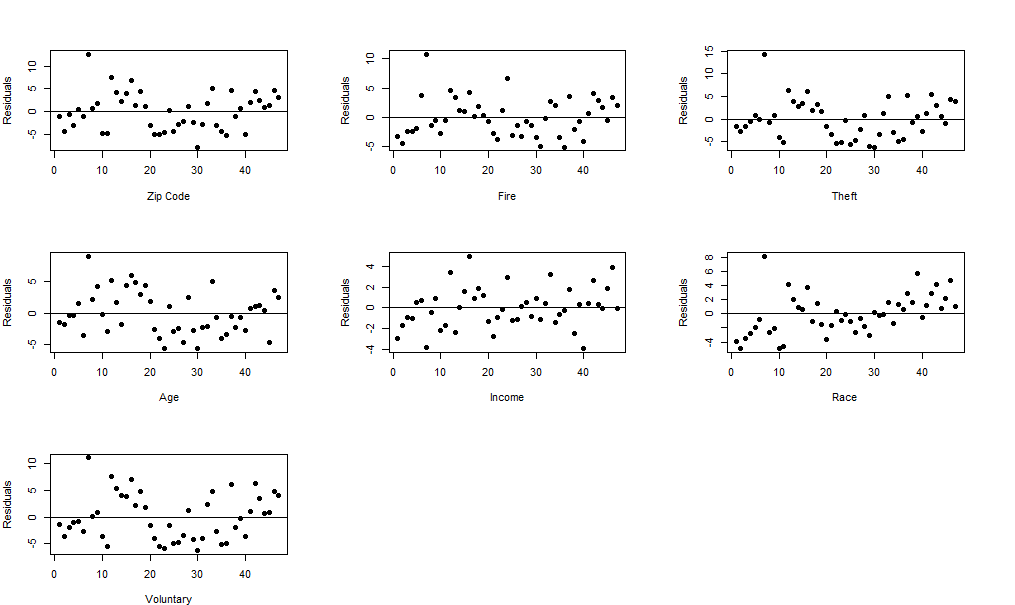 Residuals
-5 0 5 10
0 10 20 30 40
Zip Code
Residuals
-5 0 5 10
0 10 20 30 40
Fire
Residuals
-5 0 5 10 15
0 10 20 30 40
Theft
Residuals
-5 0 5
0 10 20 30 40
Age
Residuals
-4 -2 0 2 4
0 10 20 30 40
Income
Residuals
-4 0 2 4 6 8
0 10 20 30 40
Race
Residuals
-5 0 5 10
0 10 20 30 40
Voluntary